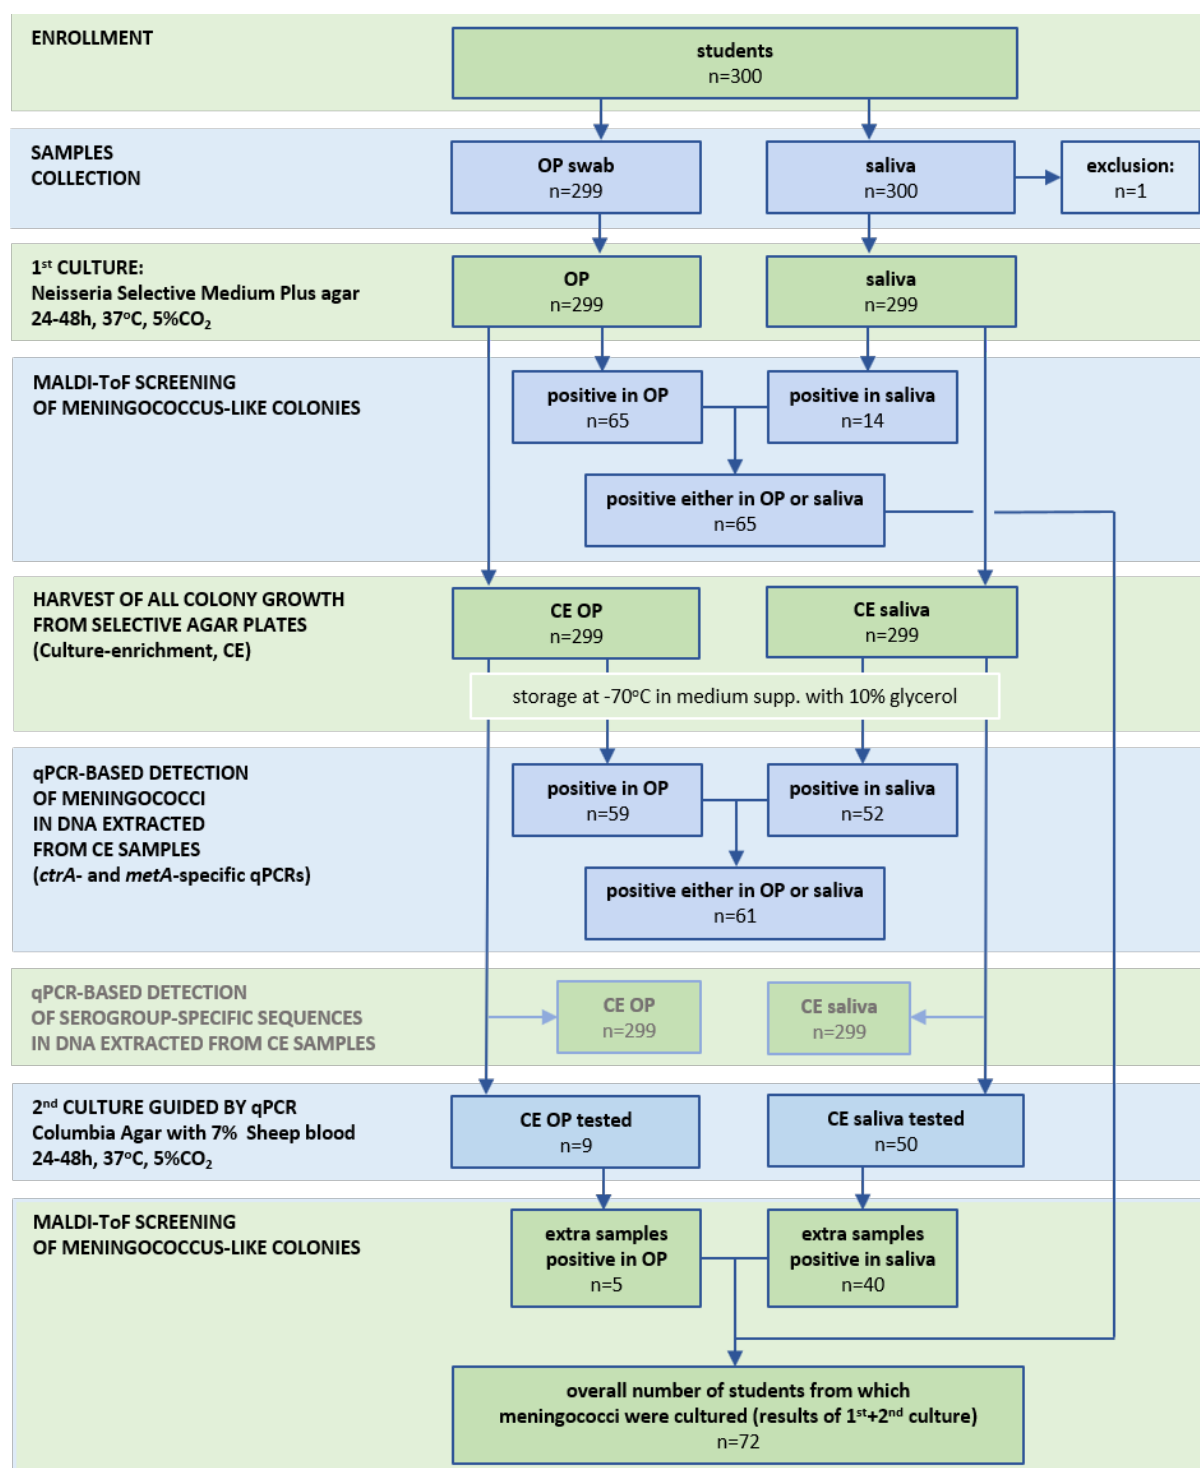 ENROLLMENT
students
n=300
SAMPLES
COLLECTION
OP swab
n=299
saliva
n=300
exclusion:
n=1
1st CULTURE:
Neisseria Selective Medium Plus agar
24-48h, 37oC, 5%CO2
OP
n=299
saliva
n=299
MALDI-ToF SCREENING
OF MENINGOCOCCUS-LIKE COLONIES
positive in OP
n=65
positive in saliva
n=14
positive either in OP or saliva
n=65
HARVEST OF ALL COLONY GROWTH
FROM SELECTIVE AGAR PLATES
(Culture-enrichment, CE)
CE OP
n=299
CE saliva
n=299
storage at -70oC in medium supp. with 10% glycerol
qPCR-BASED DETECTION
OF MENINGOCOCCI
IN DNA EXTRACTED
FROM CE SAMPLES
(ctrA- and metA-specific qPCRs)
positive in OP
n=59
positive in saliva
n=52
positive either in OP or saliva
n=61
qPCR-BASED DETECTION
OF SEROGROUP-SPECIFIC SEQUENCES
IN DNA EXTRACTED FROM CE SAMPLES
CE OP
n=299
CE saliva
n=299
2nd CULTURE GUIDED BY qPCR
Columbia Agar with 7% Sheep blood
24-48h, 37oC, 5%CO2
CE OP tested
n=9
CE saliva tested
n=50
MALDI-ToF SCREENING
OF MENINGOCOCCUS-LIKE COLONIES
extra samples
positive in OP
n=5
extra samples
positive in saliva
n=40
overall number of students from which
meningococci were cultured (results of 1st+2nd culture)
n=72